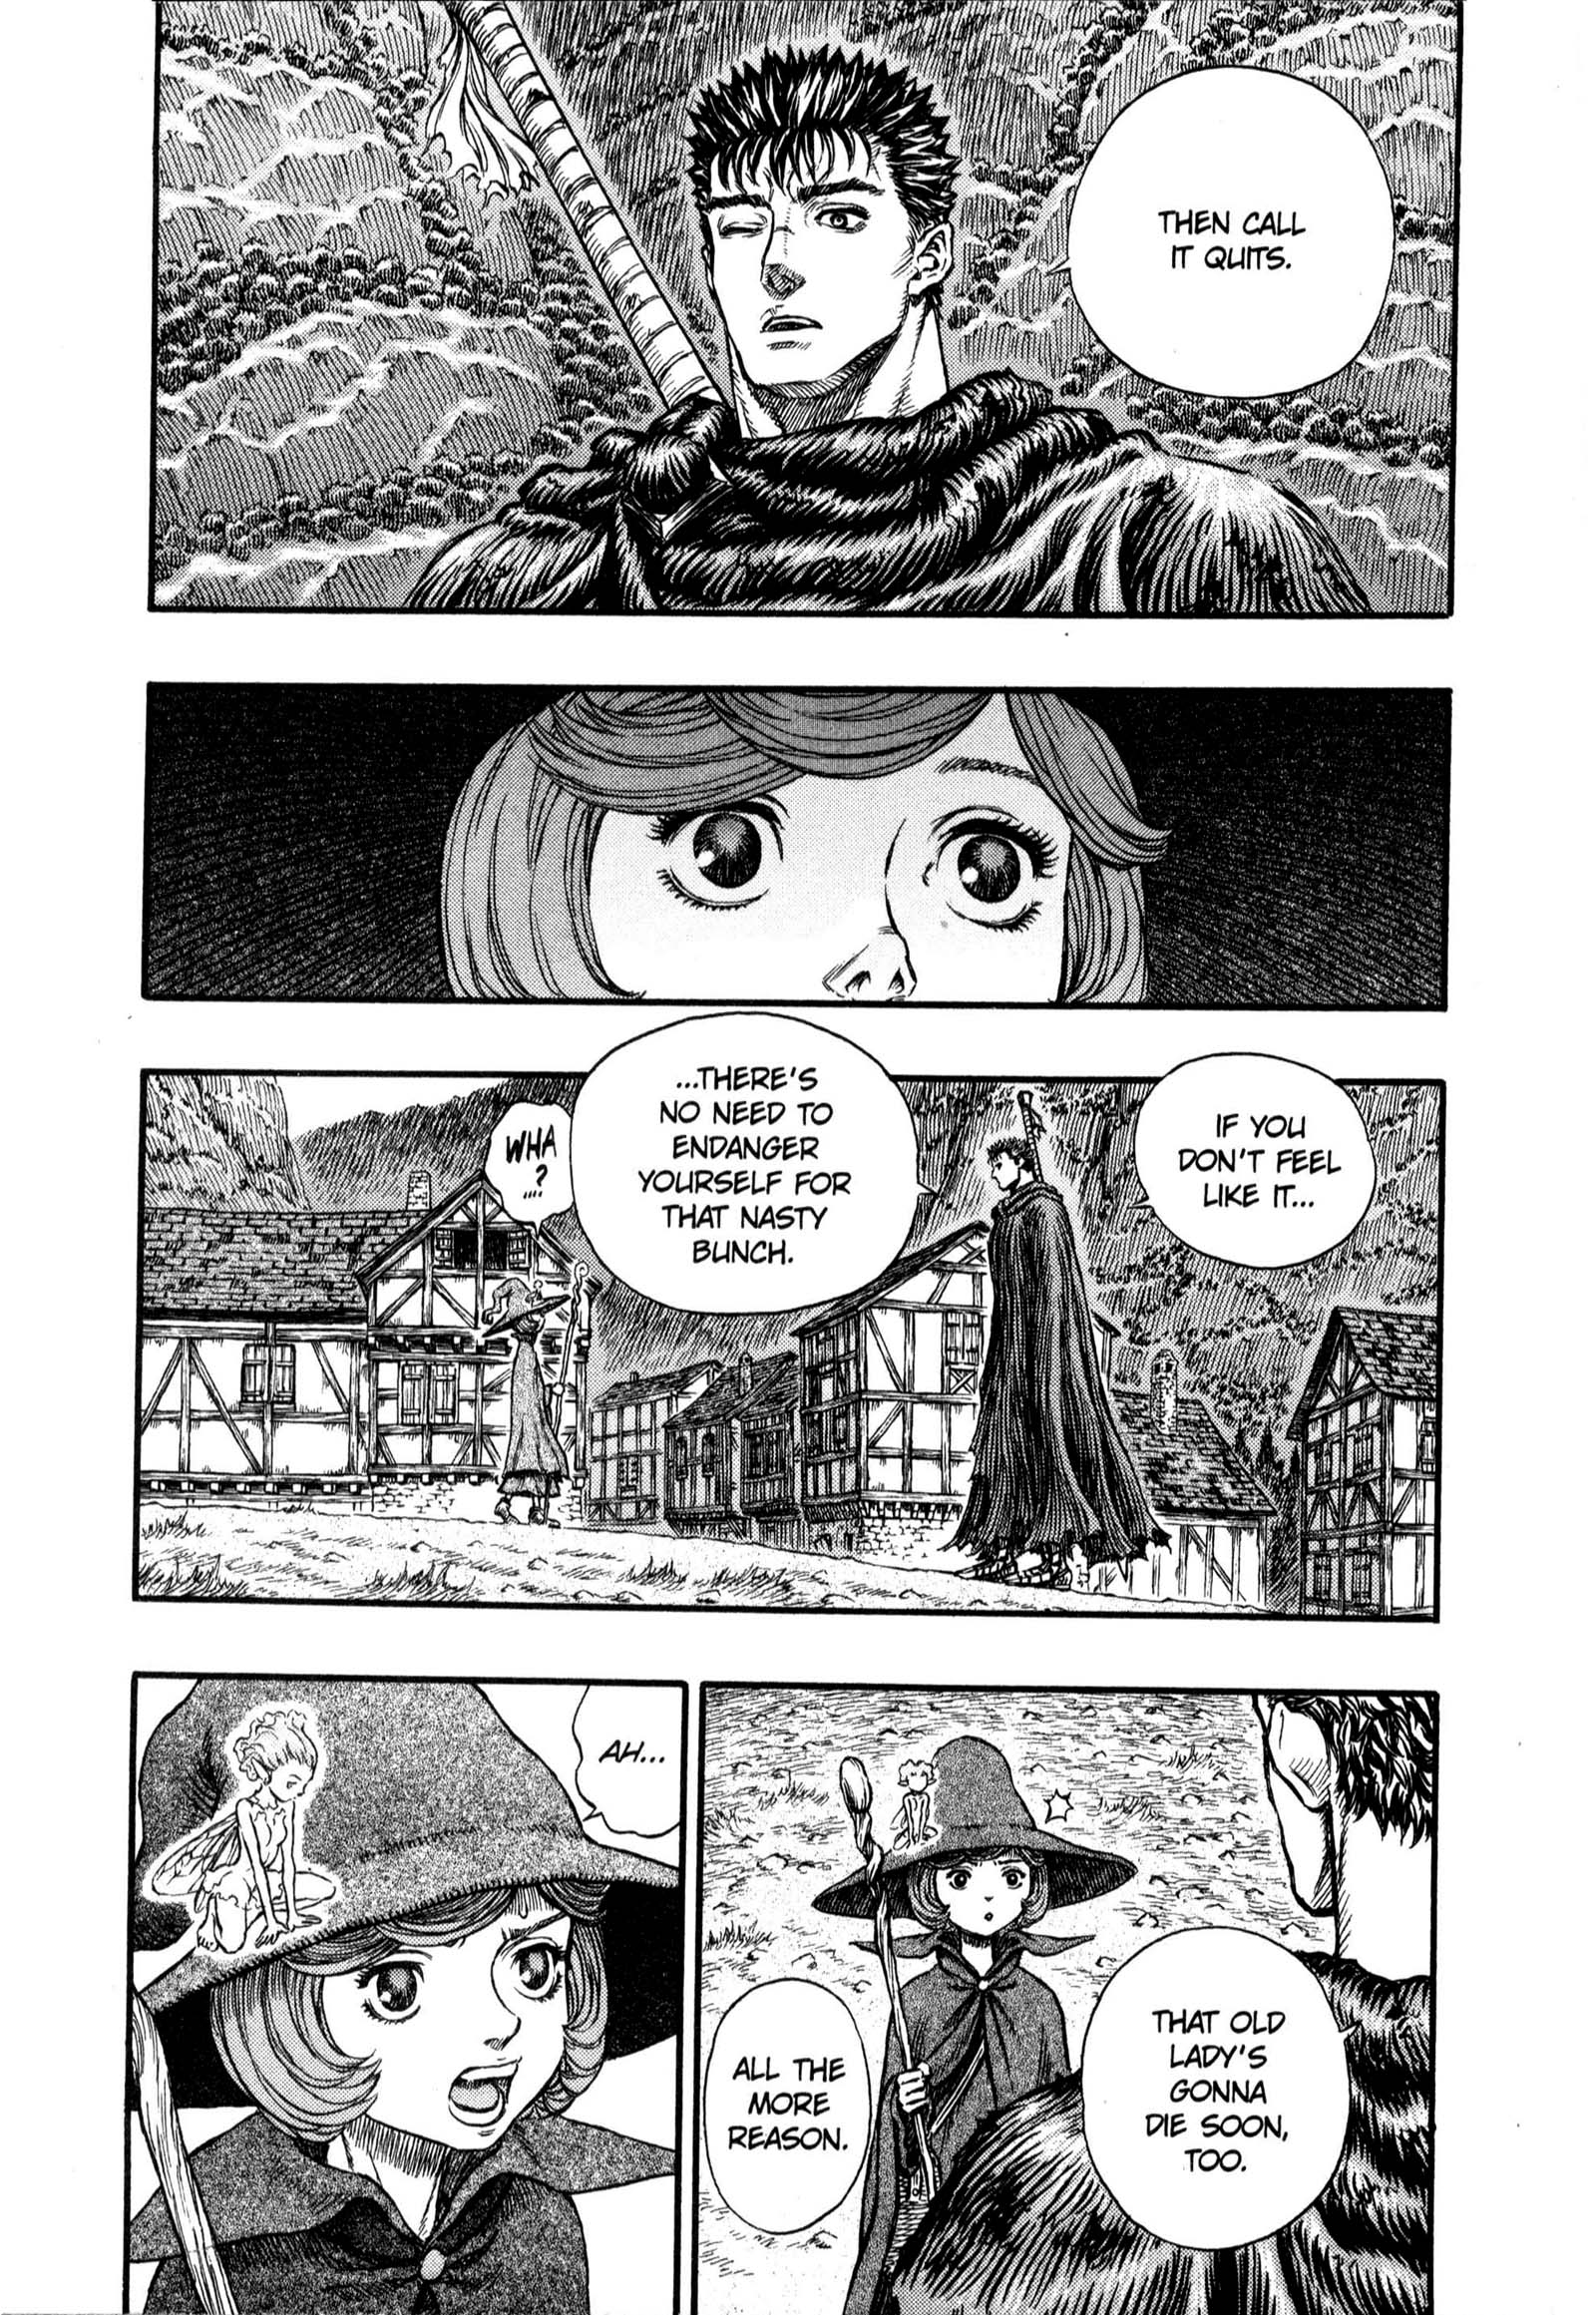 THEN CALL
IT QUITS.
IF YOU
DON'T FEEL
LIKE IT...
...THERE'S
NO NEED TO
ENDANGER
YOURSELF FOR
THAT NASTY
BUNCH.
WHA
...?
THAT OLD
LADY'S
GONNA
DIE SOON,
TOO.
ALL THE
MORE
REASON.
AH...